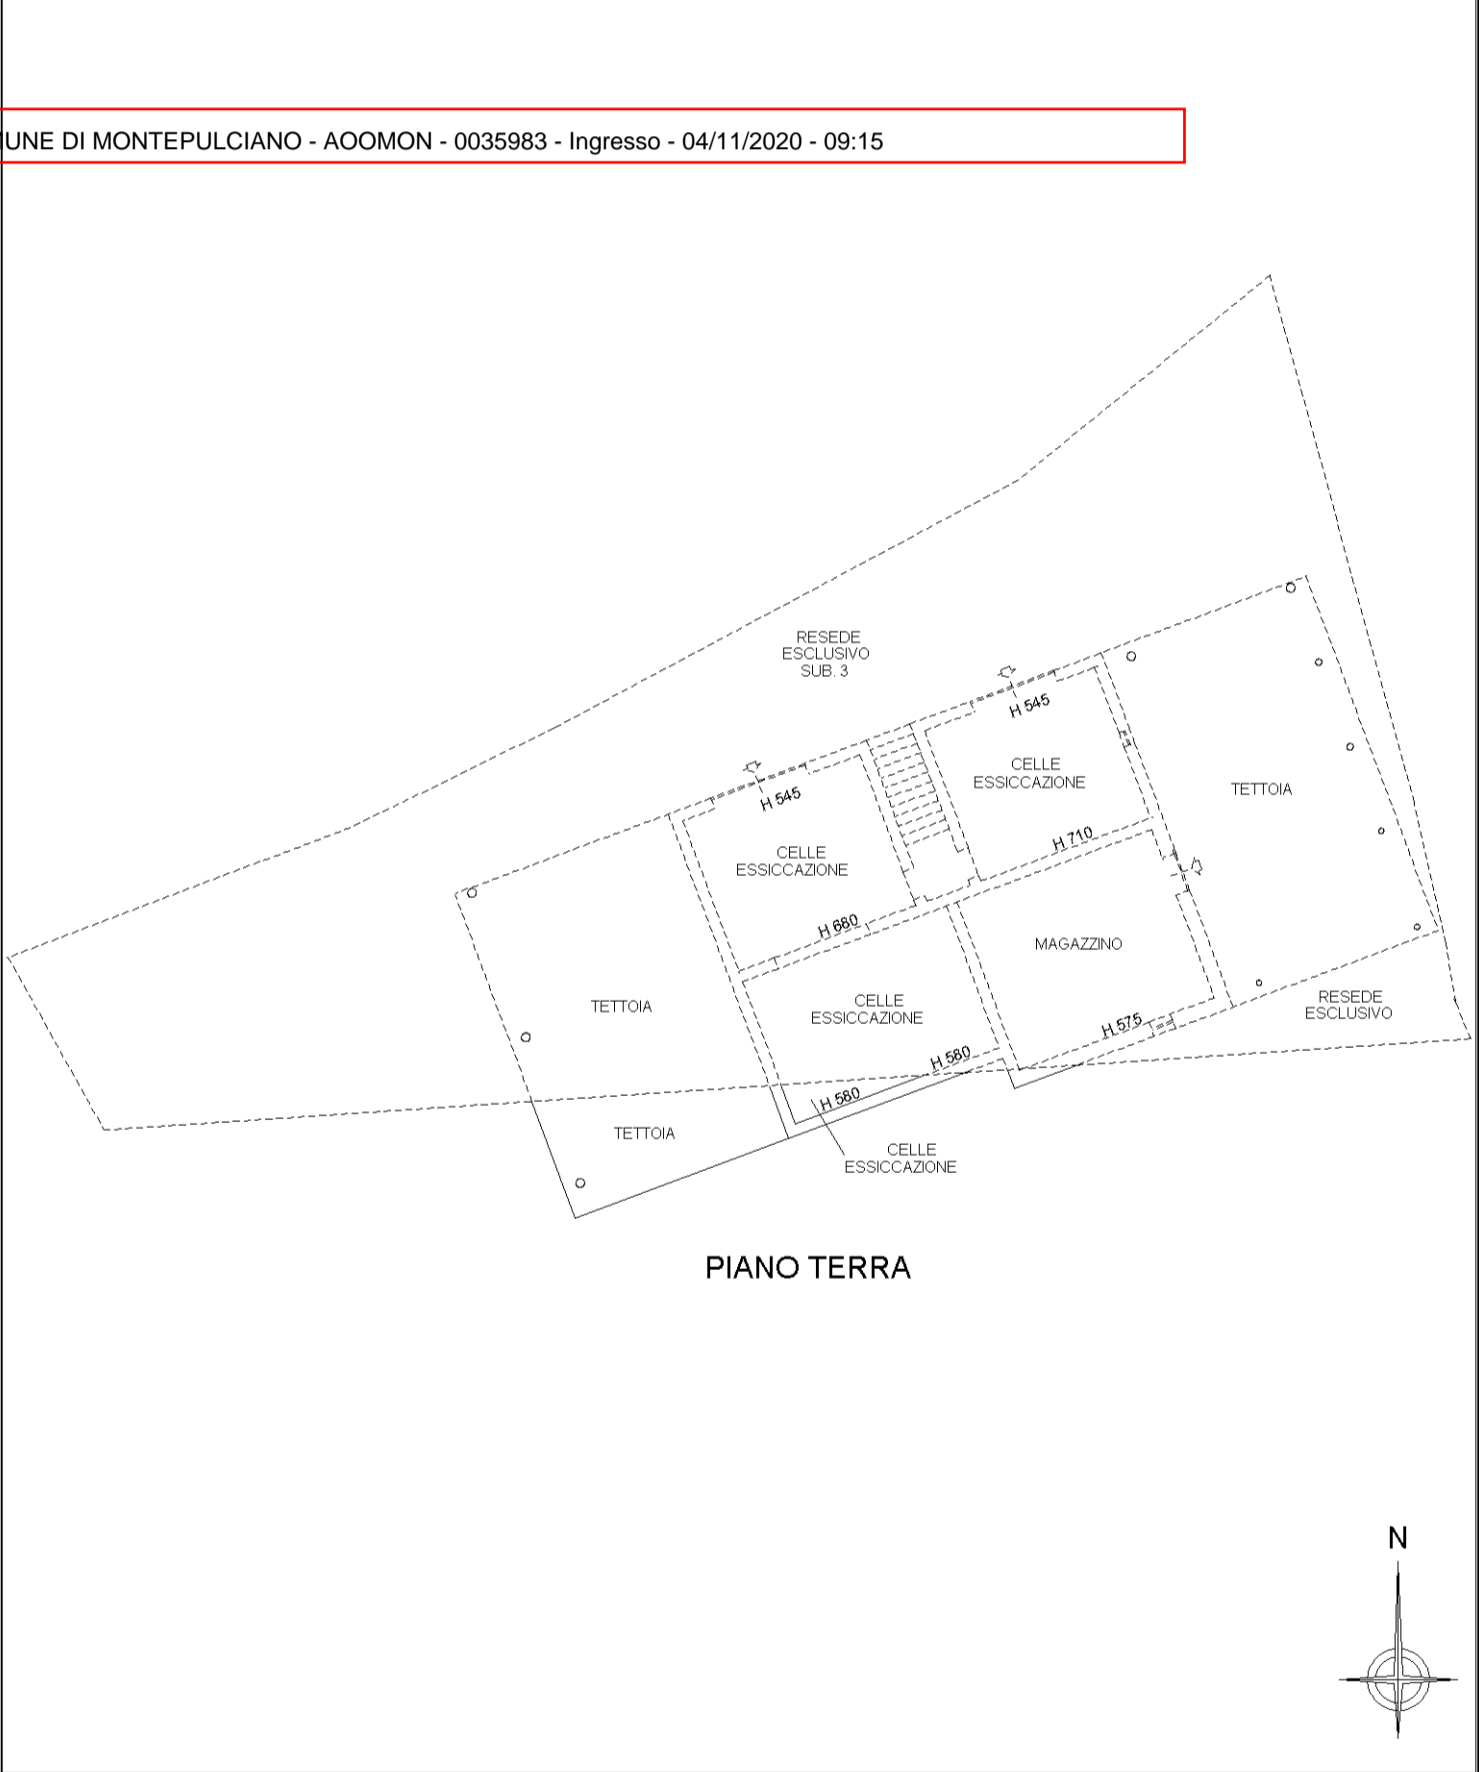 UNE DI MONTEPULCIANO - AOOMON - 0035983 - Ingresso - 04/11/2020 - 09:15
RESEDE
ESCLUSIVO
SUB. 3
H 545
CELLE
ESSICCAZIONE
H 710
TETTOIA
H 545
CELLE
ESSICCAZIONE
H 680
MAGAZZINO
H 575
RESEDE
ESCLUSIVO
TETTOIA
CELLE
ESSICCAZIONE
H 580
H 580
TETTOIA
CELLE
ESSICCAZIONE
PIANO TERRA
N